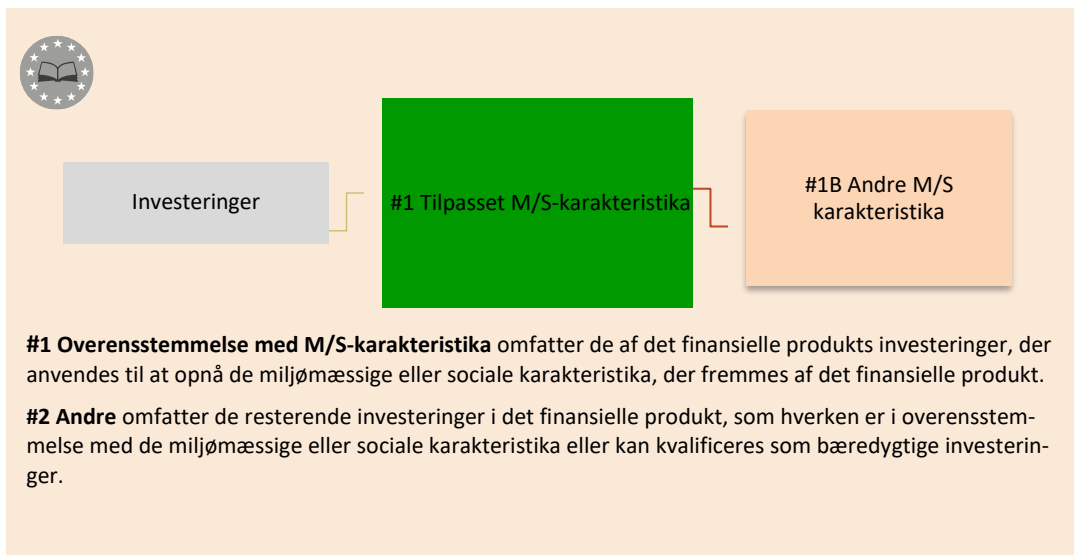 Investeringer
#1 Tilpasset M/S-karakteristika
#1B Andre M/S
karakteristika
#1 Overensstemmelse med M/S-karakteristika omfatter de af det finansielle produkts investeringer, der
anvendes til at opnå de miljømæssige eller sociale karakteristika, der fremmes af det finansielle produkt.
#2 Andre omfatter de resterende investeringer i det finansielle produkt, som hverken er i overensstem-
melse med de miljømæssige eller sociale karakteristika eller kan kvalificeres som bæredygtige investerin-
ger.